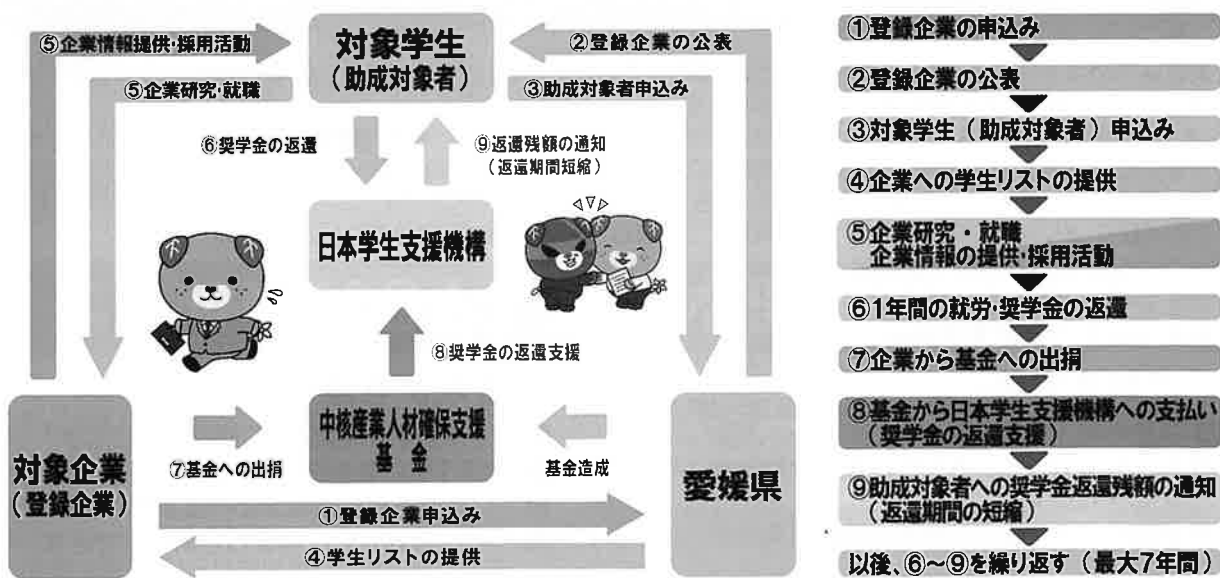 ⑤企業情報提供・採用活動
対象学生
(助成対象者)
②登録企業の公表
⑤企業研究・就職
③助成対象者申込み
⑥奨学金の返還
⑨返還残額の通知
(返還期間短縮)
日本学生支援機構
⑧奨学金の返還支援
対象企業
(登録企業)
⑦基金への出捐
中核産業人材確保支援
基 金
基金造成
愛媛県
①登録企業申込み
④学生リストの提供
①登録企業の申込み
②登録企業の公表
③対象学生(助成対象者)申込み
④企業への学生リストの提供
⑤企業研究・就職
企業情報の提供・採用活動
⑥1年間の就労・奨学金の返還
⑦企業から基金への出捐
⑧基金から日本学生支援機構への支払い
(奨学金の返還支援)
⑨助成対象者への奨学金返還残額の通知
(返還期間の短縮)
以後、⑥～⑨を繰り返す(最大7年間)